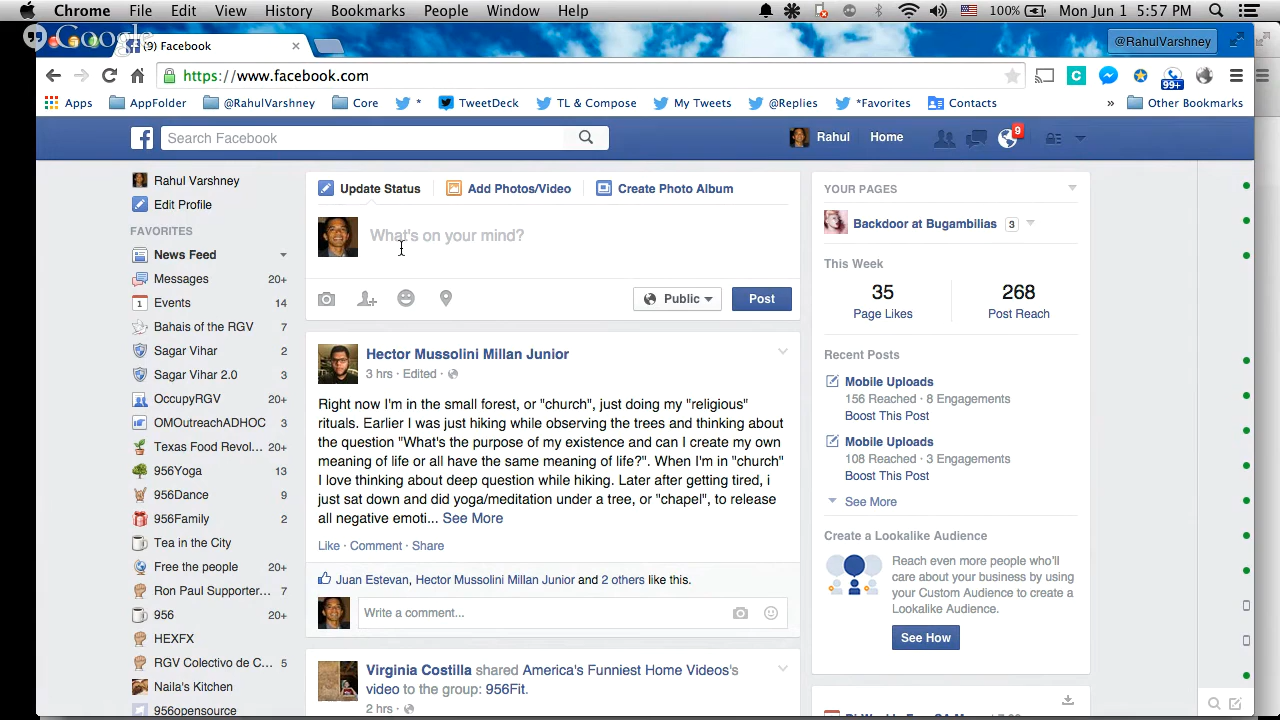 Chrome File Edit View History Bookmarks People Window Help 100% Mon Jun 1 5:57 PM
Google
(9) Facebook
@RahulVarshney
https://www.facebook.com
99+
Apps AppFolder @RahulVarshney Core * TweetDeck TL & Compose My Tweets @Replies *Favorites Contacts » Other Bookmarks
Search Facebook
Rahul Home 9
Rahul Varshney
Edit Profile
FAVORITES
News Feed
Messages 20+
Events 14
Bahais of the RGV 7
Sagar Vihar 2
Sagar Vihar 2.0 3
OccupyRGV 20+
OMOutreachADHOC 3
Texas Food Revol... 20+
956Yoga 13
956Dance 9
956Family 2
Tea in the City
Free the people 20+
Ron Paul Supporter... 7
956 20+
HEXFX
RGV Colectivo de C... 5
Naila's Kitchen
956opensource
Update Status Add Photos/Video Create Photo Album
What's on your mind?
Public Post
Hector Mussolini Millan Junior
3 hrs · Edited ·
Right now I'm in the small forest, or "church", just doing my "religious"
rituals. Earlier I was just hiking while observing the trees and thinking about
the question "What's the purpose of my existence and can I create my own
meaning of life or all have the same meaning of life?". When I'm in "church"
I love thinking about deep question while hiking. Later after getting tired, i
just sat down and did yoga/meditation under a tree, or "chapel", to release
all negative emoti... See More
Like · Comment · Share
Juan Estevan, Hector Mussolini Millan Junior and 2 others like this.
Write a comment...
Virginia Costilla shared America's Funniest Home Videos's
video to the group: 956Fit.
2 hrs ·
YOUR PAGES
Backdoor at Bugambilias 3
This Week
35 268
Page Likes Post Reach
Recent Posts
Mobile Uploads
156 Reached · 8 Engagements
Boost This Post
Mobile Uploads
108 Reached · 3 Engagements
Boost This Post
See More
Create a Lookalike Audience
Reach even more people who'll
care about your business by using
your Custom Audience to create a
Lookalike Audience.
See How